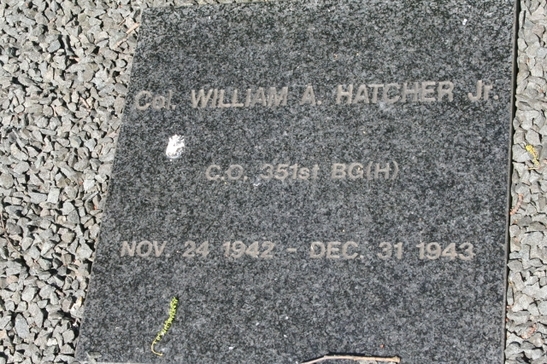 Col. WILLIAM A. HATCHER Jr.
C.O. 351st BG(H)
NOV. 24 1942 - DEC. 31 1943